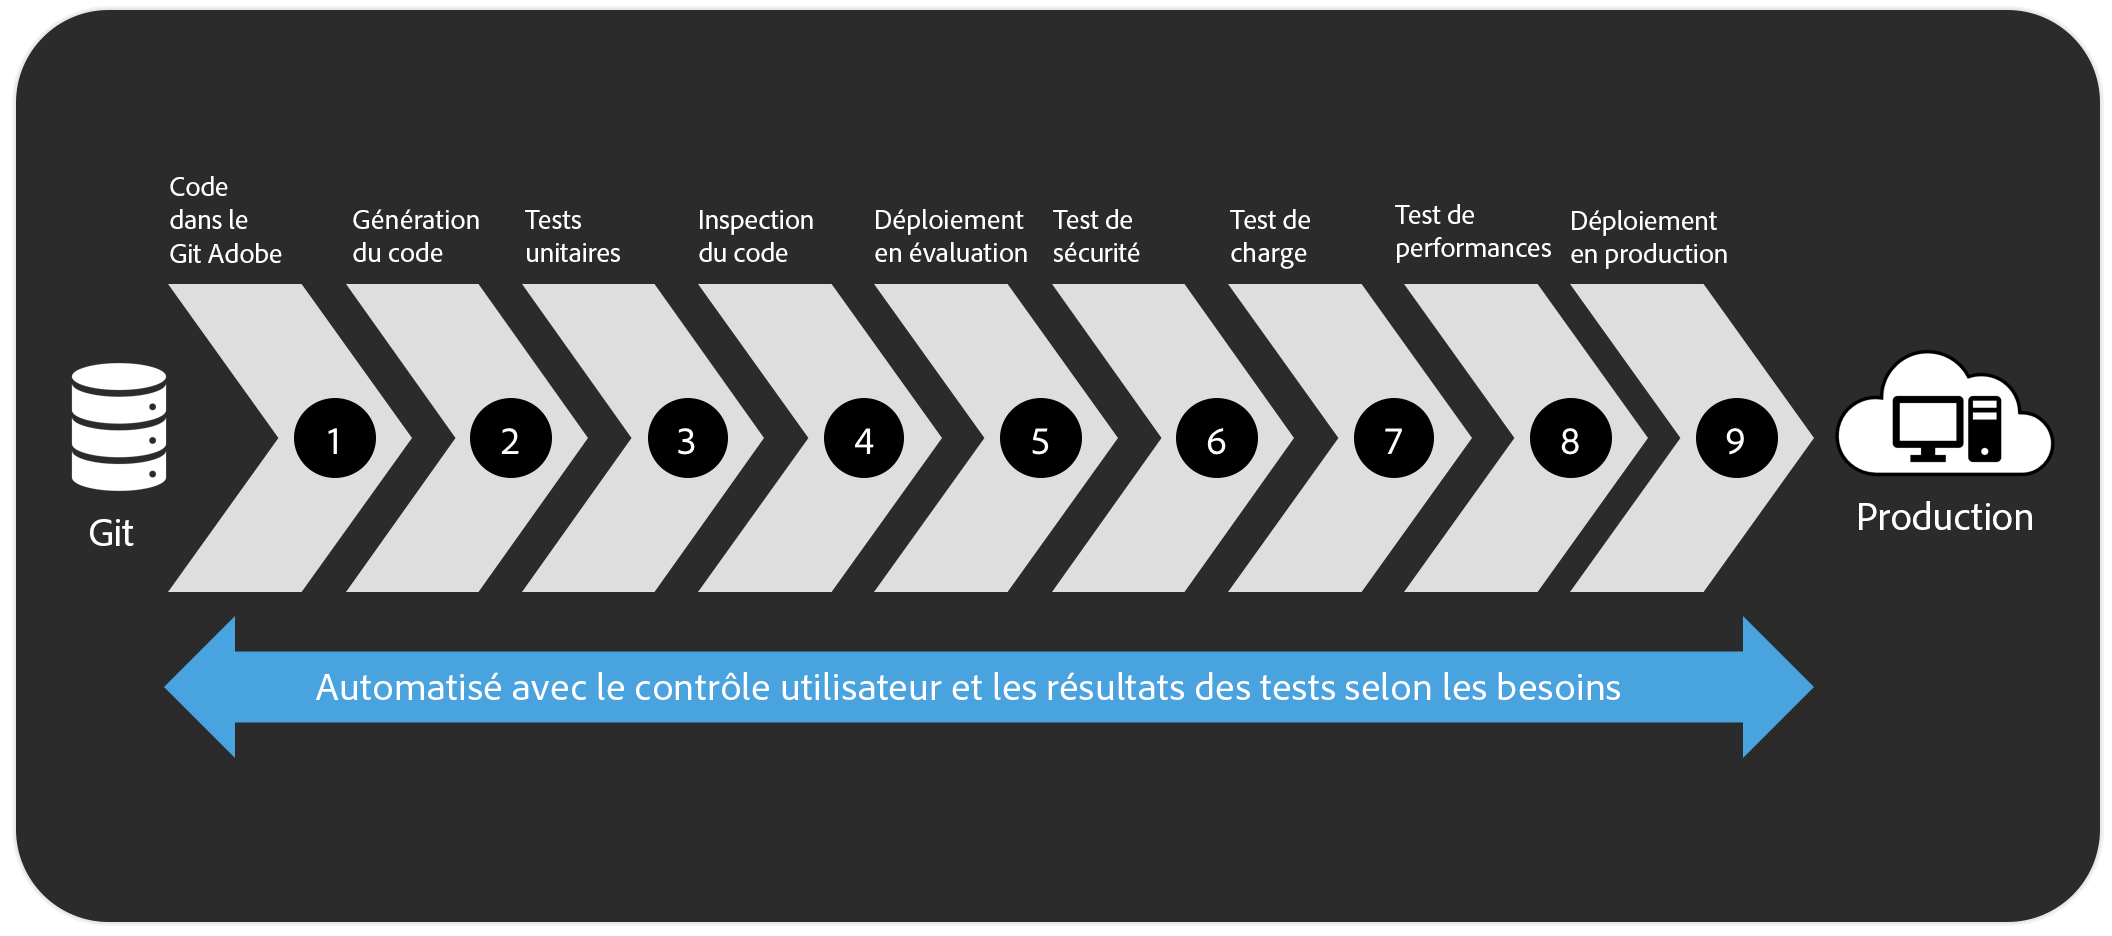 Code
dans le
Git Adobe
Génération
du code
Tests
unitaires
Inspection
du code
Déploiement
en évaluation
Test de
sécurité
Test de
charge
Test de
performances
Déploiement
en production
1
2
3
4
5
6
7
8
9
Git
Production
Automatisé avec le contrôle utilisateur et les résultats des tests selon les besoins